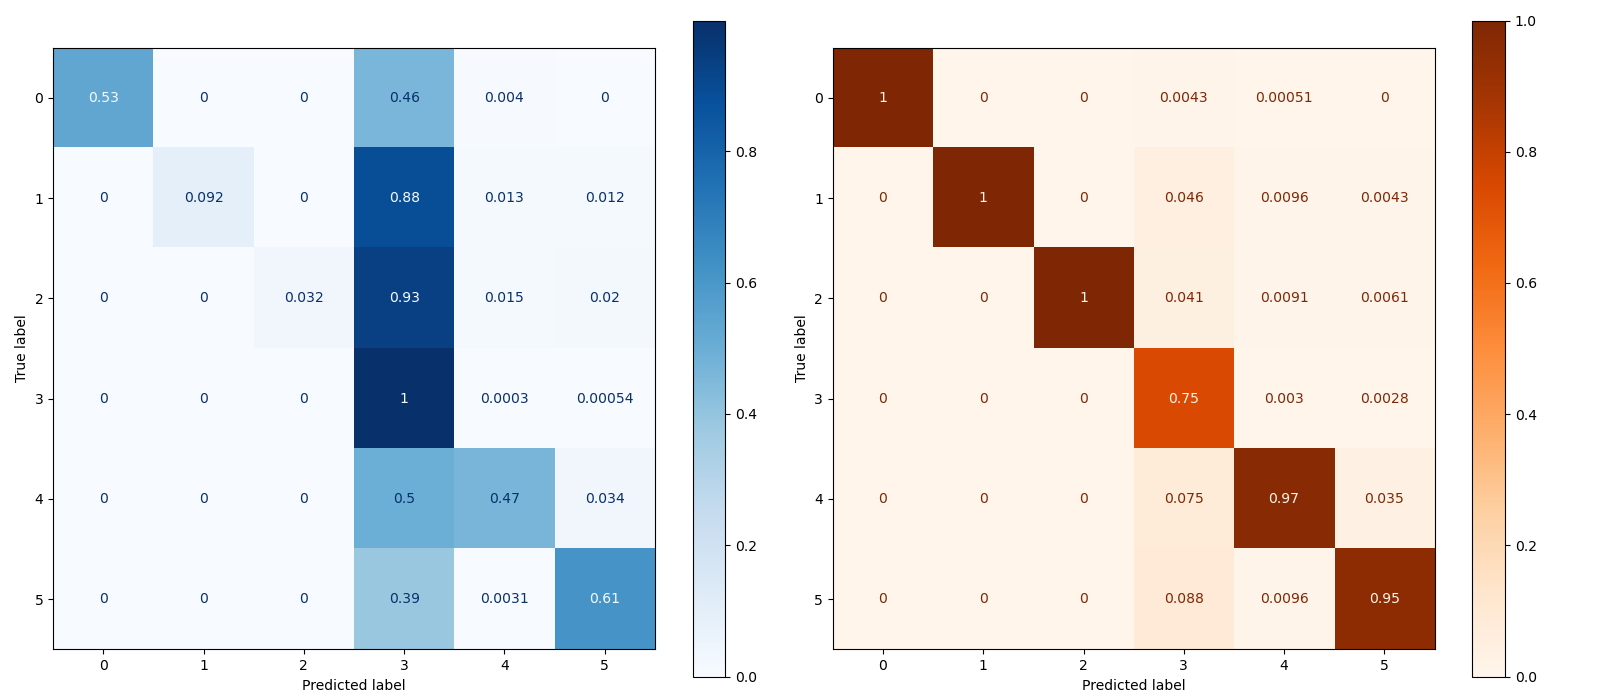 0 0.53 0 0 0.46 0.004 0
1 0 0.092 0 0.88 0.013 0.012
2 0 0 0.032 0.93 0.015 0.02
3 0 0 0 1 0.0003 0.00054
4 0 0 0 0.5 0.47 0.034
5 0 0 0 0.39 0.0031 0.61
0 1 2 3 4 5
True label
Predicted label
0.8
0.6
0.4
0.2
0.0
0 1 0 0 0.0043 0.00051 0
1 0 1 0 0.046 0.0096 0.0043
2 0 0 1 0.041 0.0091 0.0061
3 0 0 0 0.75 0.003 0.0028
4 0 0 0 0.075 0.97 0.035
5 0 0 0 0.088 0.0096 0.95
0 1 2 3 4 5
True label
Predicted label
1.0
0.8
0.6
0.4
0.2
0.0